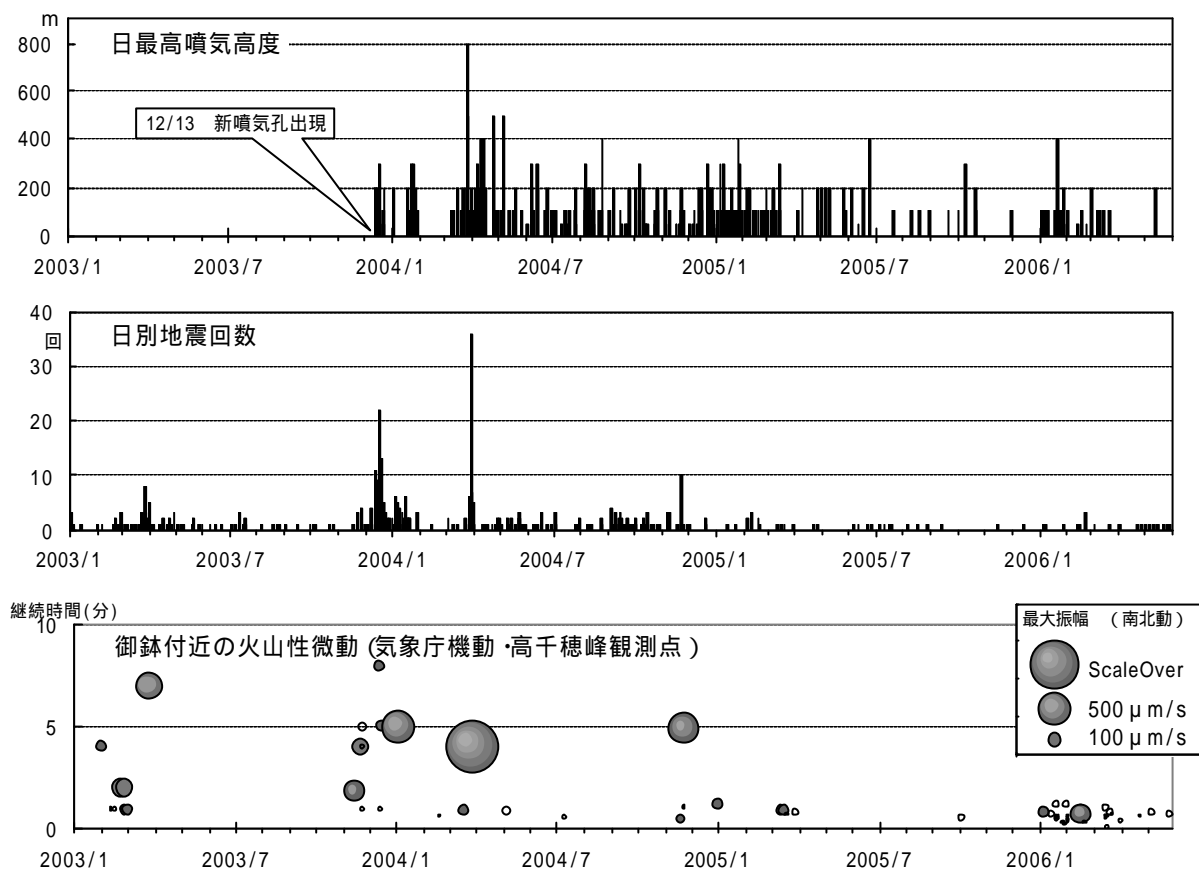 m
日最高噴気高度
800
600
12/13 新噴気孔出現
400
200
0
2003/1 2003/7 2004/1 2004/7 2005/1 2005/7 2006/1
40
回
日別地震回数
30
20
10
0
2003/1 2003/7 2004/1 2004/7 2005/1 2005/7 2006/1
継続時間(分)
10
御鉢付近の火山性微動(気象庁機動・高千穂峰観測点)
最大振幅 (南北動)
ScaleOver
500μm/s
100μm/s
5
0
2003/1 2003/7 2004/1 2004/7 2005/1 2005/7 2006/1